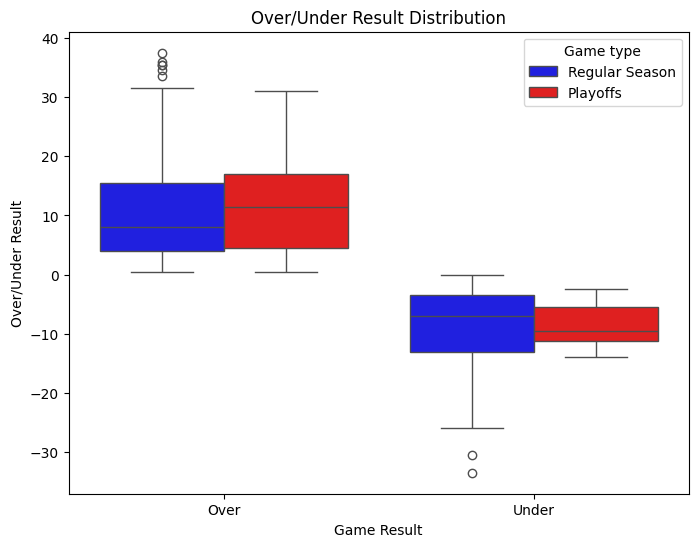 Over/Under Result Distribution
Game type
Regular Season
Playoffs
Over/Under Result
40
30
20
10
0
−10
−20
−30
Over
Under
Game Result